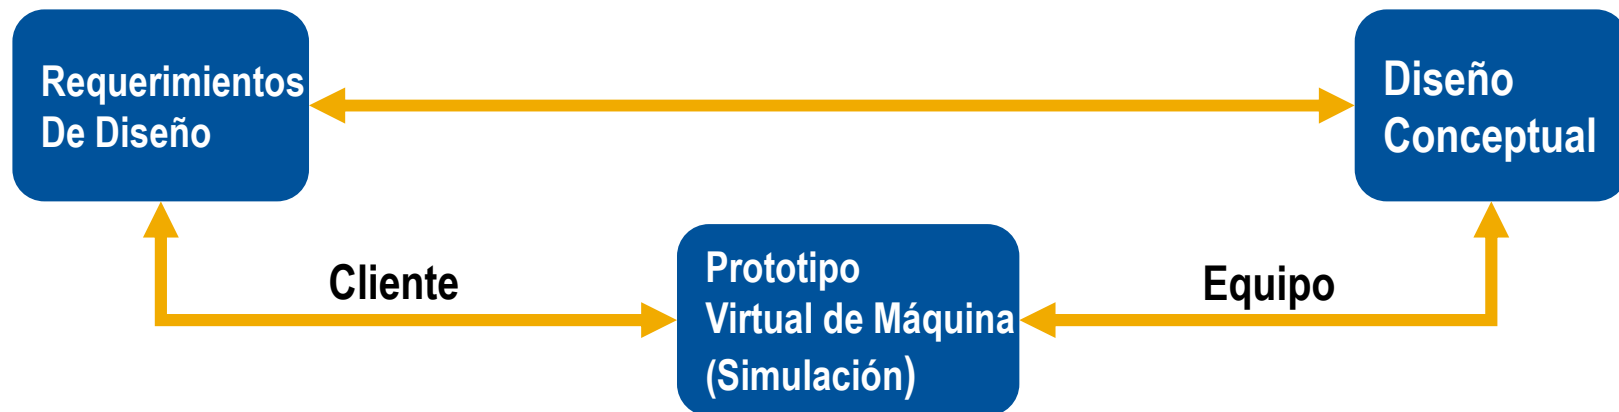 Requerimientos
De Diseño
Diseño
Conceptual
Cliente
Prototipo
Virtual de Máquina
(Simulación)
Equipo